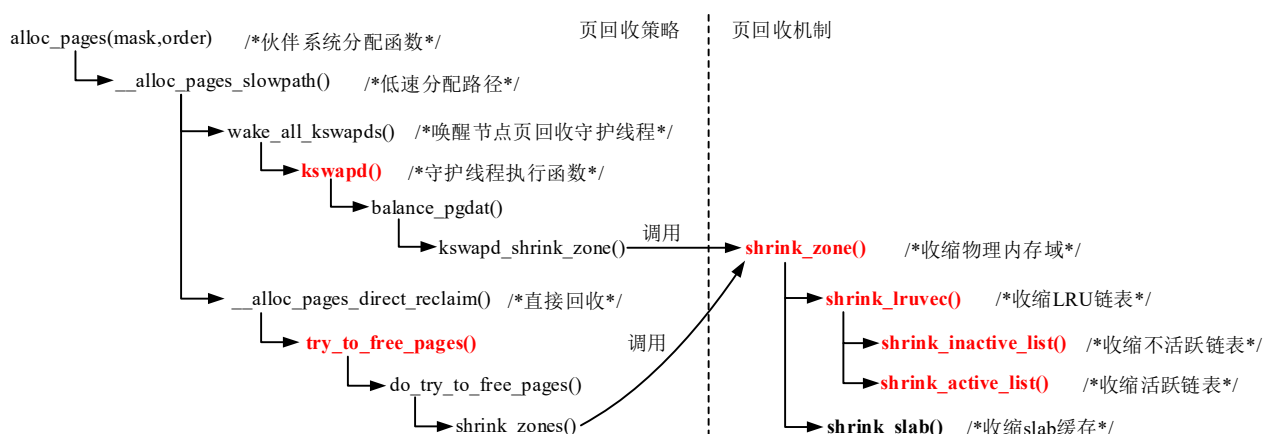 页回收策略 页回收机制
alloc_pages(mask,order) /*伙伴系统分配函数*/
__alloc_pages_slowpath() /*低速分配路径*/
wake_all_kswapds() /*唤醒节点页回收守护线程*/
kswapd() /*守护线程执行函数*/
balance_pgdat()
kswapd_shrink_zone() 调用 shrink_zone() /*收缩物理内存域*/
__alloc_pages_direct_reclaim() /*直接回收*/ shrink_lruvec() /*收缩LRU链表*/
try_to_free_pages() 调用 shrink_inactive_list() /*收缩不活跃链表*/
do_try_to_free_pages() shrink_active_list() /*收缩活跃链表*/
shrink_zones() shrink_slab() /*收缩slab缓存*/